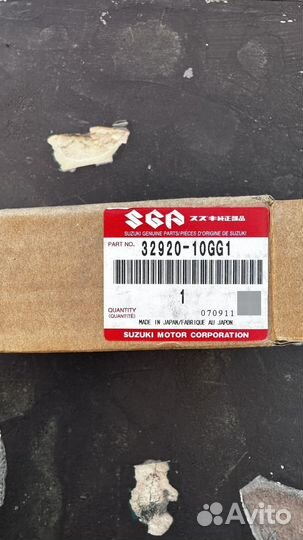 SGP スズキ純正部品
SUZUKI GENUINE PARTS/PIÈCES D'ORIGINE DE SUZUKI
PART NO. 32920-10GG1
1
QUANTITY
(QUANTITÉ)
070911
MADE IN JAPAN/FABRIQUE AU JAPON
SUZUKI MOTOR CORPORATION
Avito